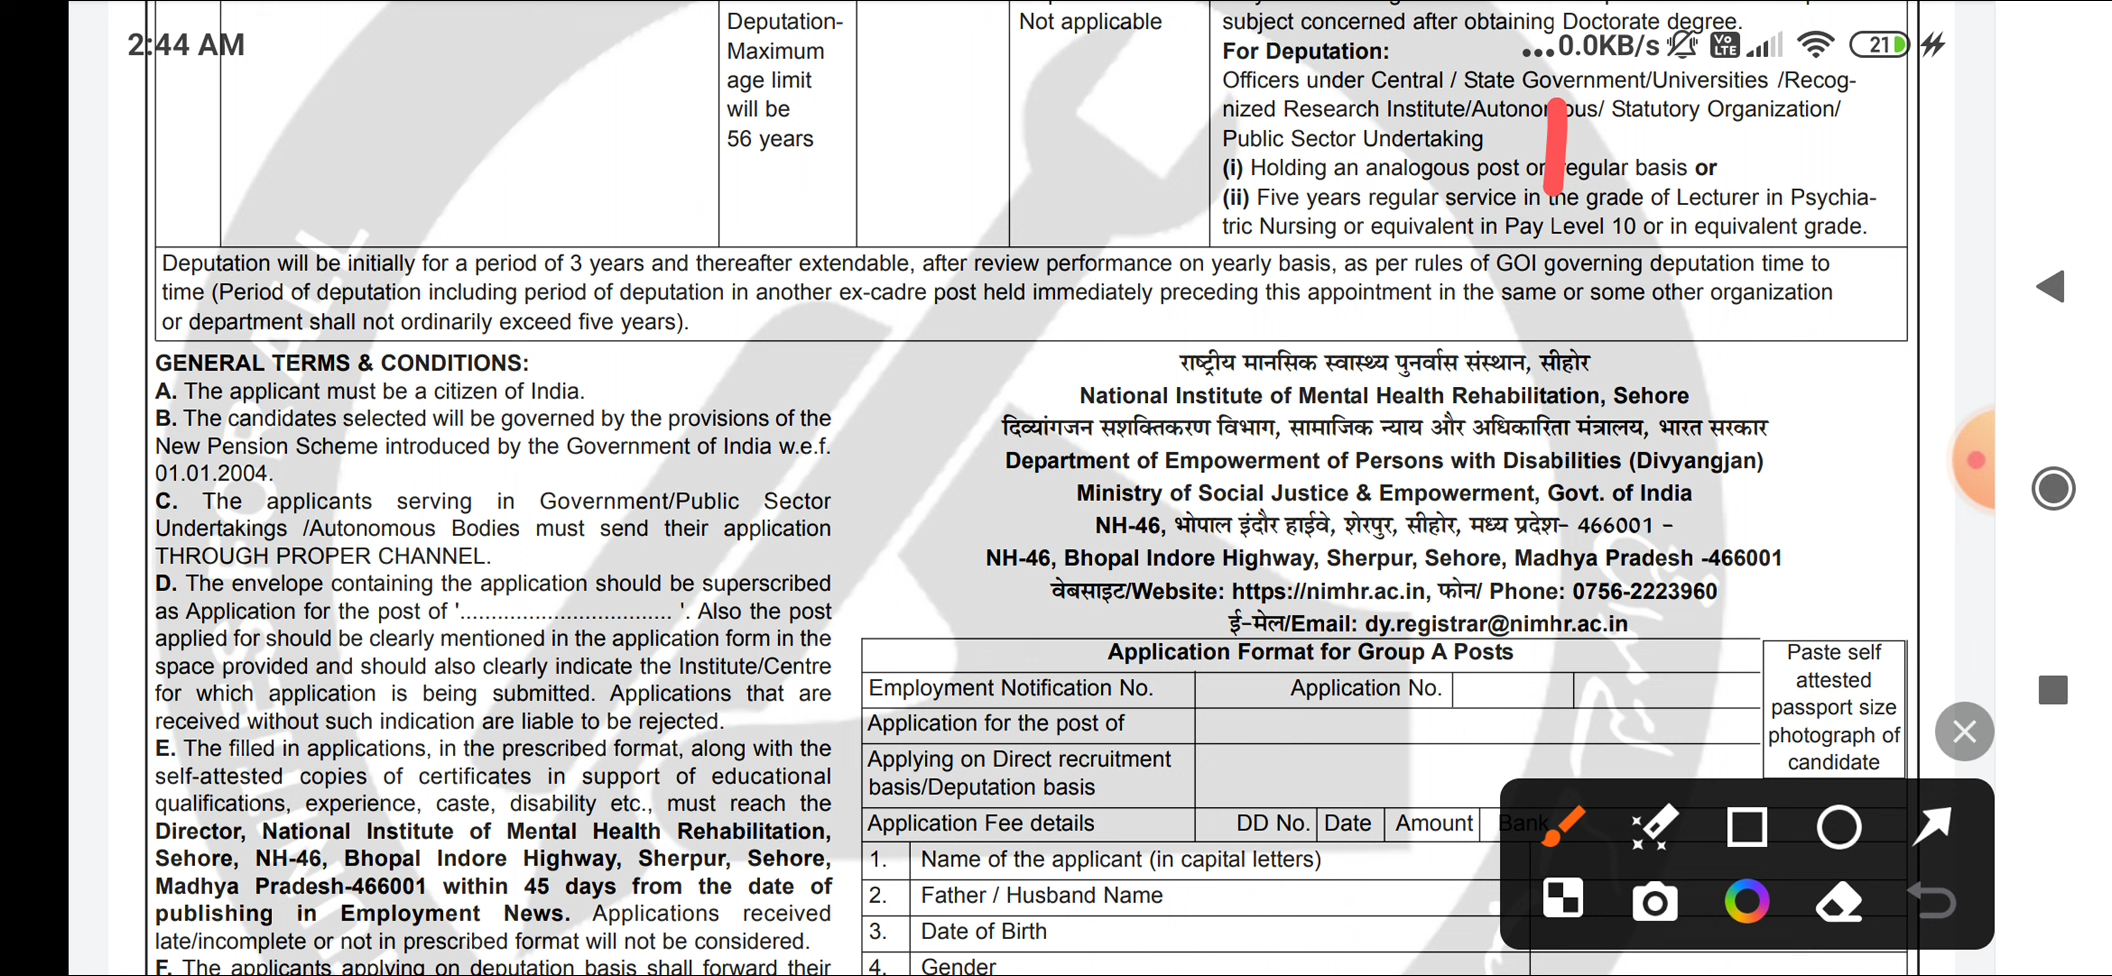 2:44 AM
...0.0KB/s
Vo
LTE
21
Deputation-
Maximum
age limit
will be
56 years
Not applicable
subject concerned after obtaining Doctorate degree.
For Deputation:
Officers under Central / State Government/Universities /Recog-
nized Research Institute/Autonomous/ Statutory Organization/
Public Sector Undertaking
(i) Holding an analogous post on regular basis or
(ii) Five years regular service in the grade of Lecturer in Psychia-
tric Nursing or equivalent in Pay Level 10 or in equivalent grade.
Deputation will be initially for a period of 3 years and thereafter extendable, after review performance on yearly basis, as per rules of GOI governing deputation time to
time (Period of deputation including period of deputation in another ex-cadre post held immediately preceding this appointment in the same or some other organization
or department shall not ordinarily exceed five years).
GENERAL TERMS & CONDITIONS:
A. The applicant must be a citizen of India.
B. The candidates selected will be governed by the provisions of the
New Pension Scheme introduced by the Government of India w.e.f.
01.01.2004.
C. The applicants serving in Government/Public Sector
Undertakings /Autonomous Bodies must send their application
THROUGH PROPER CHANNEL.
D. The envelope containing the application should be superscribed
as Application for the post of '.................................. '. Also the post
applied for should be clearly mentioned in the application form in the
space provided and should also clearly indicate the Institute/Centre
for which application is being submitted. Applications that are
received without such indication are liable to be rejected.
E. The filled in applications, in the prescribed format, along with the
self-attested copies of certificates in support of educational
qualifications, experience, caste, disability etc., must reach the
Director, National Institute of Mental Health Rehabilitation,
Sehore, NH-46, Bhopal Indore Highway, Sherpur, Sehore,
Madhya Pradesh-466001 within 45 days from the date of
publishing in Employment News. Applications received
late/incomplete or not in prescribed format will not be considered.
F. The applicants applying on deputation basis shall forward their
राष्ट्रीय मानसिक स्वास्थ्य पुनर्वास संस्थान, सीहोर
National Institute of Mental Health Rehabilitation, Sehore
दिव्यांगजन सशक्तिकरण विभाग, सामाजिक न्याय और अधिकारिता मंत्रालय, भारत सरकार
Department of Empowerment of Persons with Disabilities (Divyangjan)
Ministry of Social Justice & Empowerment, Govt. of India
NH-46, भोपाल इंदौर हाईवे, शेरपुर, सीहोर, मध्य प्रदेश- 466001 -
NH-46, Bhopal Indore Highway, Sherpur, Sehore, Madhya Pradesh -466001
वेबसाइट/Website: https://nimhr.ac.in, फोन/ Phone: 0756-2223960
ई-मेल/Email: dy.registrar@nimhr.ac.in
Application Format for Group A Posts
Paste self
attested
passport size
photograph of
candidate
Employment Notification No.
Application No.
Application for the post of
Applying on Direct recruitment
basis/Deputation basis
Application Fee details
DD No.
Date
Amount
Bank
1. Name of the applicant (in capital letters)
2. Father / Husband Name
3. Date of Birth
4. Gender